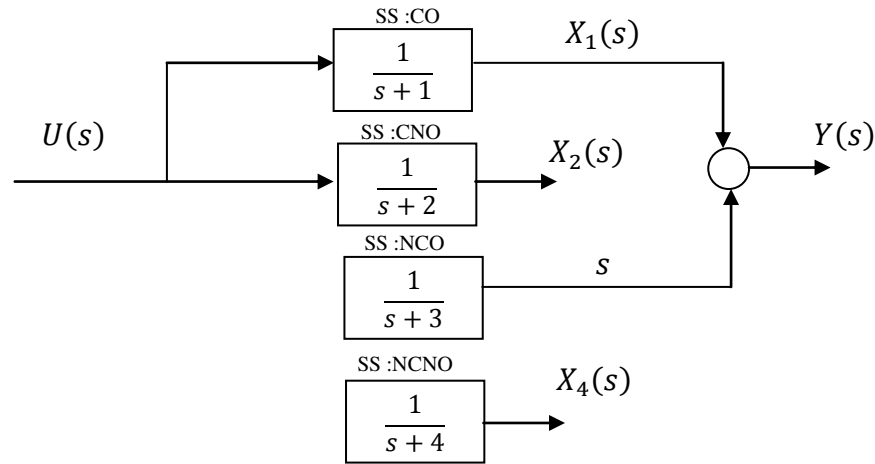 SS :CO
1
s + 1
X₁(s)
U(s)
Y(s)
SS :CNO
1
s + 2
X₂(s)
SS :NCO
1
s + 3
s
SS :NCNO
1
s + 4
X₄(s)